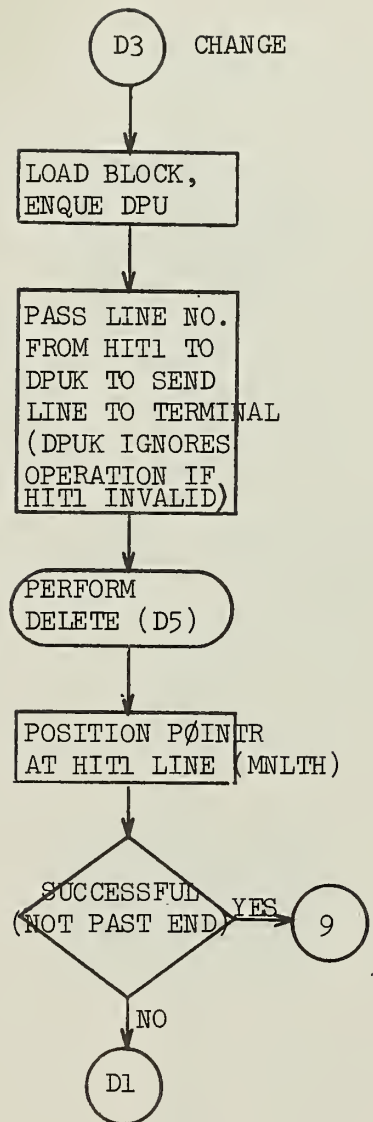 D3 CHANGE
LOAD BLOCK,
ENQUE DPU
PASS LINE NO.
FROM HIT1 TO
DPUK TO SEND
LINE TO TERMINAL
(DPUK IGNORES
OPERATION IF
HIT1 INVALID)
PERFORM
DELETE (D5)
POSITION PØINTR
AT HIT1 LINE (MNLTH)
SUCCESSFUL
(NOT PAST END)
YES
9
NO
D1